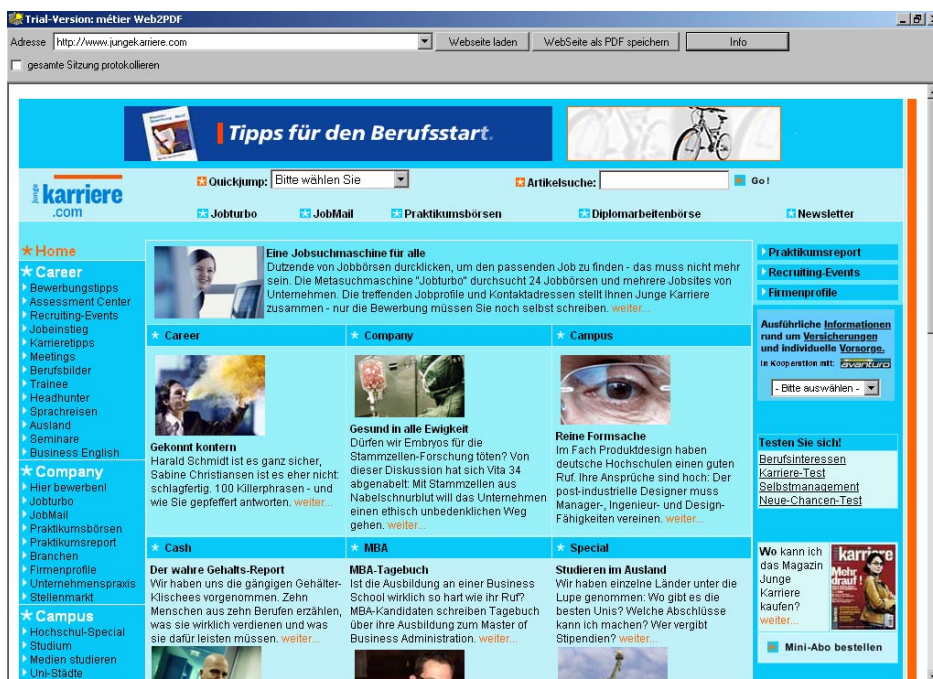 Trial-Version: métier Web2PDF
Adresse http://www.jungekarriere.com Webseite laden WebSeite als PDF speichern Info
gesamte Sitzung protokollieren
Tipps für den Berufsstart.
junge karriere .com
Quickjump: Bitte wählen Sie Artikelsuche: Go!
Jobturbo JobMail Praktikumsbörsen Diplomarbeitenbörse Newsletter
Home
Career
Bewerbungstipps
Assessment Center
Recruiting-Events
Jobeinstieg
Karrieretipps
Meetings
Berufsbilder
Trainee
Headhunter
Sprachreisen
Ausland
Seminare
Business English
Company
Hier bewerben!
Jobturbo
JobMail
Praktikumsbörsen
Praktikumsreport
Branchen
Firmenprofile
Unternehmenspraxis
Stellenmarkt
Campus
Hochschul-Special
Studium
Medien studieren
Uni-Städte
Eine Jobsuchmaschine für alle
Dutzende von Jobbörsen durcklicken, um den passenden Job zu finden - das muss nicht mehr
sein. Die Metasuchmaschine "Jobturbo" durchsucht 24 Jobbörsen und mehrere Jobsites von
Unternehmen. Die treffenden Jobprofile und Kontaktadressen stellt Ihnen Junge Karriere
zusammen - nur die Bewerbung müssen Sie noch selbst schreiben. weiter...
Career
Gekonnt kontern
Harald Schmidt ist es ganz sicher,
Sabine Christiansen ist es eher nicht:
schlagfertig. 100 Killerphrasen - und
wie Sie gepfeffert antworten. weiter...
Company
Gesund in alle Ewigkeit
Dürfen wir Embryos für die
Stammzellen-Forschung töten? Von
dieser Diskussion hat sich Vita 34
abgenabelt: Mit Stammzellen aus
Nabelschnurblut will das Unternehmen
einen ethisch unbedenklichen Weg
gehen. weiter...
Campus
Reine Formsache
Im Fach Produktdesign haben
deutsche Hochschulen einen guten
Ruf. Ihre Ansprüche sind hoch: Der
post-industrielle Designer muss
Manager-, Ingenieur- und Design-
Fähigkeiten vereinen. weiter...
Cash
Der wahre Gehalts-Report
Wir haben uns die gängigen Gehälter-
Klischees vorgenommen. Zehn
Menschen aus zehn Berufen erzählen,
was sie wirklich verdienen und was
sie dafür leisten müssen. weiter...
MBA
MBA-Tagebuch
Ist die Ausbildung an einer Business
School wirklich so hart wie ihr Ruf?
MBA-Kandidaten schreiben Tagebuch
über ihre Ausbildung zum Master of
Business Administration. weiter...
Special
Studieren im Ausland
Wir haben einzelne Länder unter die
Lupe genommen: Wo gibt es die
besten Unis? Welche Abschlüsse
kann ich machen? Wer vergibt
Stipendien? weiter...
Praktikumsreport
Recruiting-Events
Firmenprofile
Ausführliche Informationen
rund um Versicherungen
und individuelle Vorsorge.
in Kooperation mit: avanturo
- Bitte auswählen -
Testen Sie sich!
Berufsinteressen
Karriere-Test
Selbstmanagement
Neue-Chancen-Test
Wo kann ich
das Magazin
Junge
Karriere
kaufen?
weiter...
karriere
Mehr
drauf!
Mini-Abo bestellen